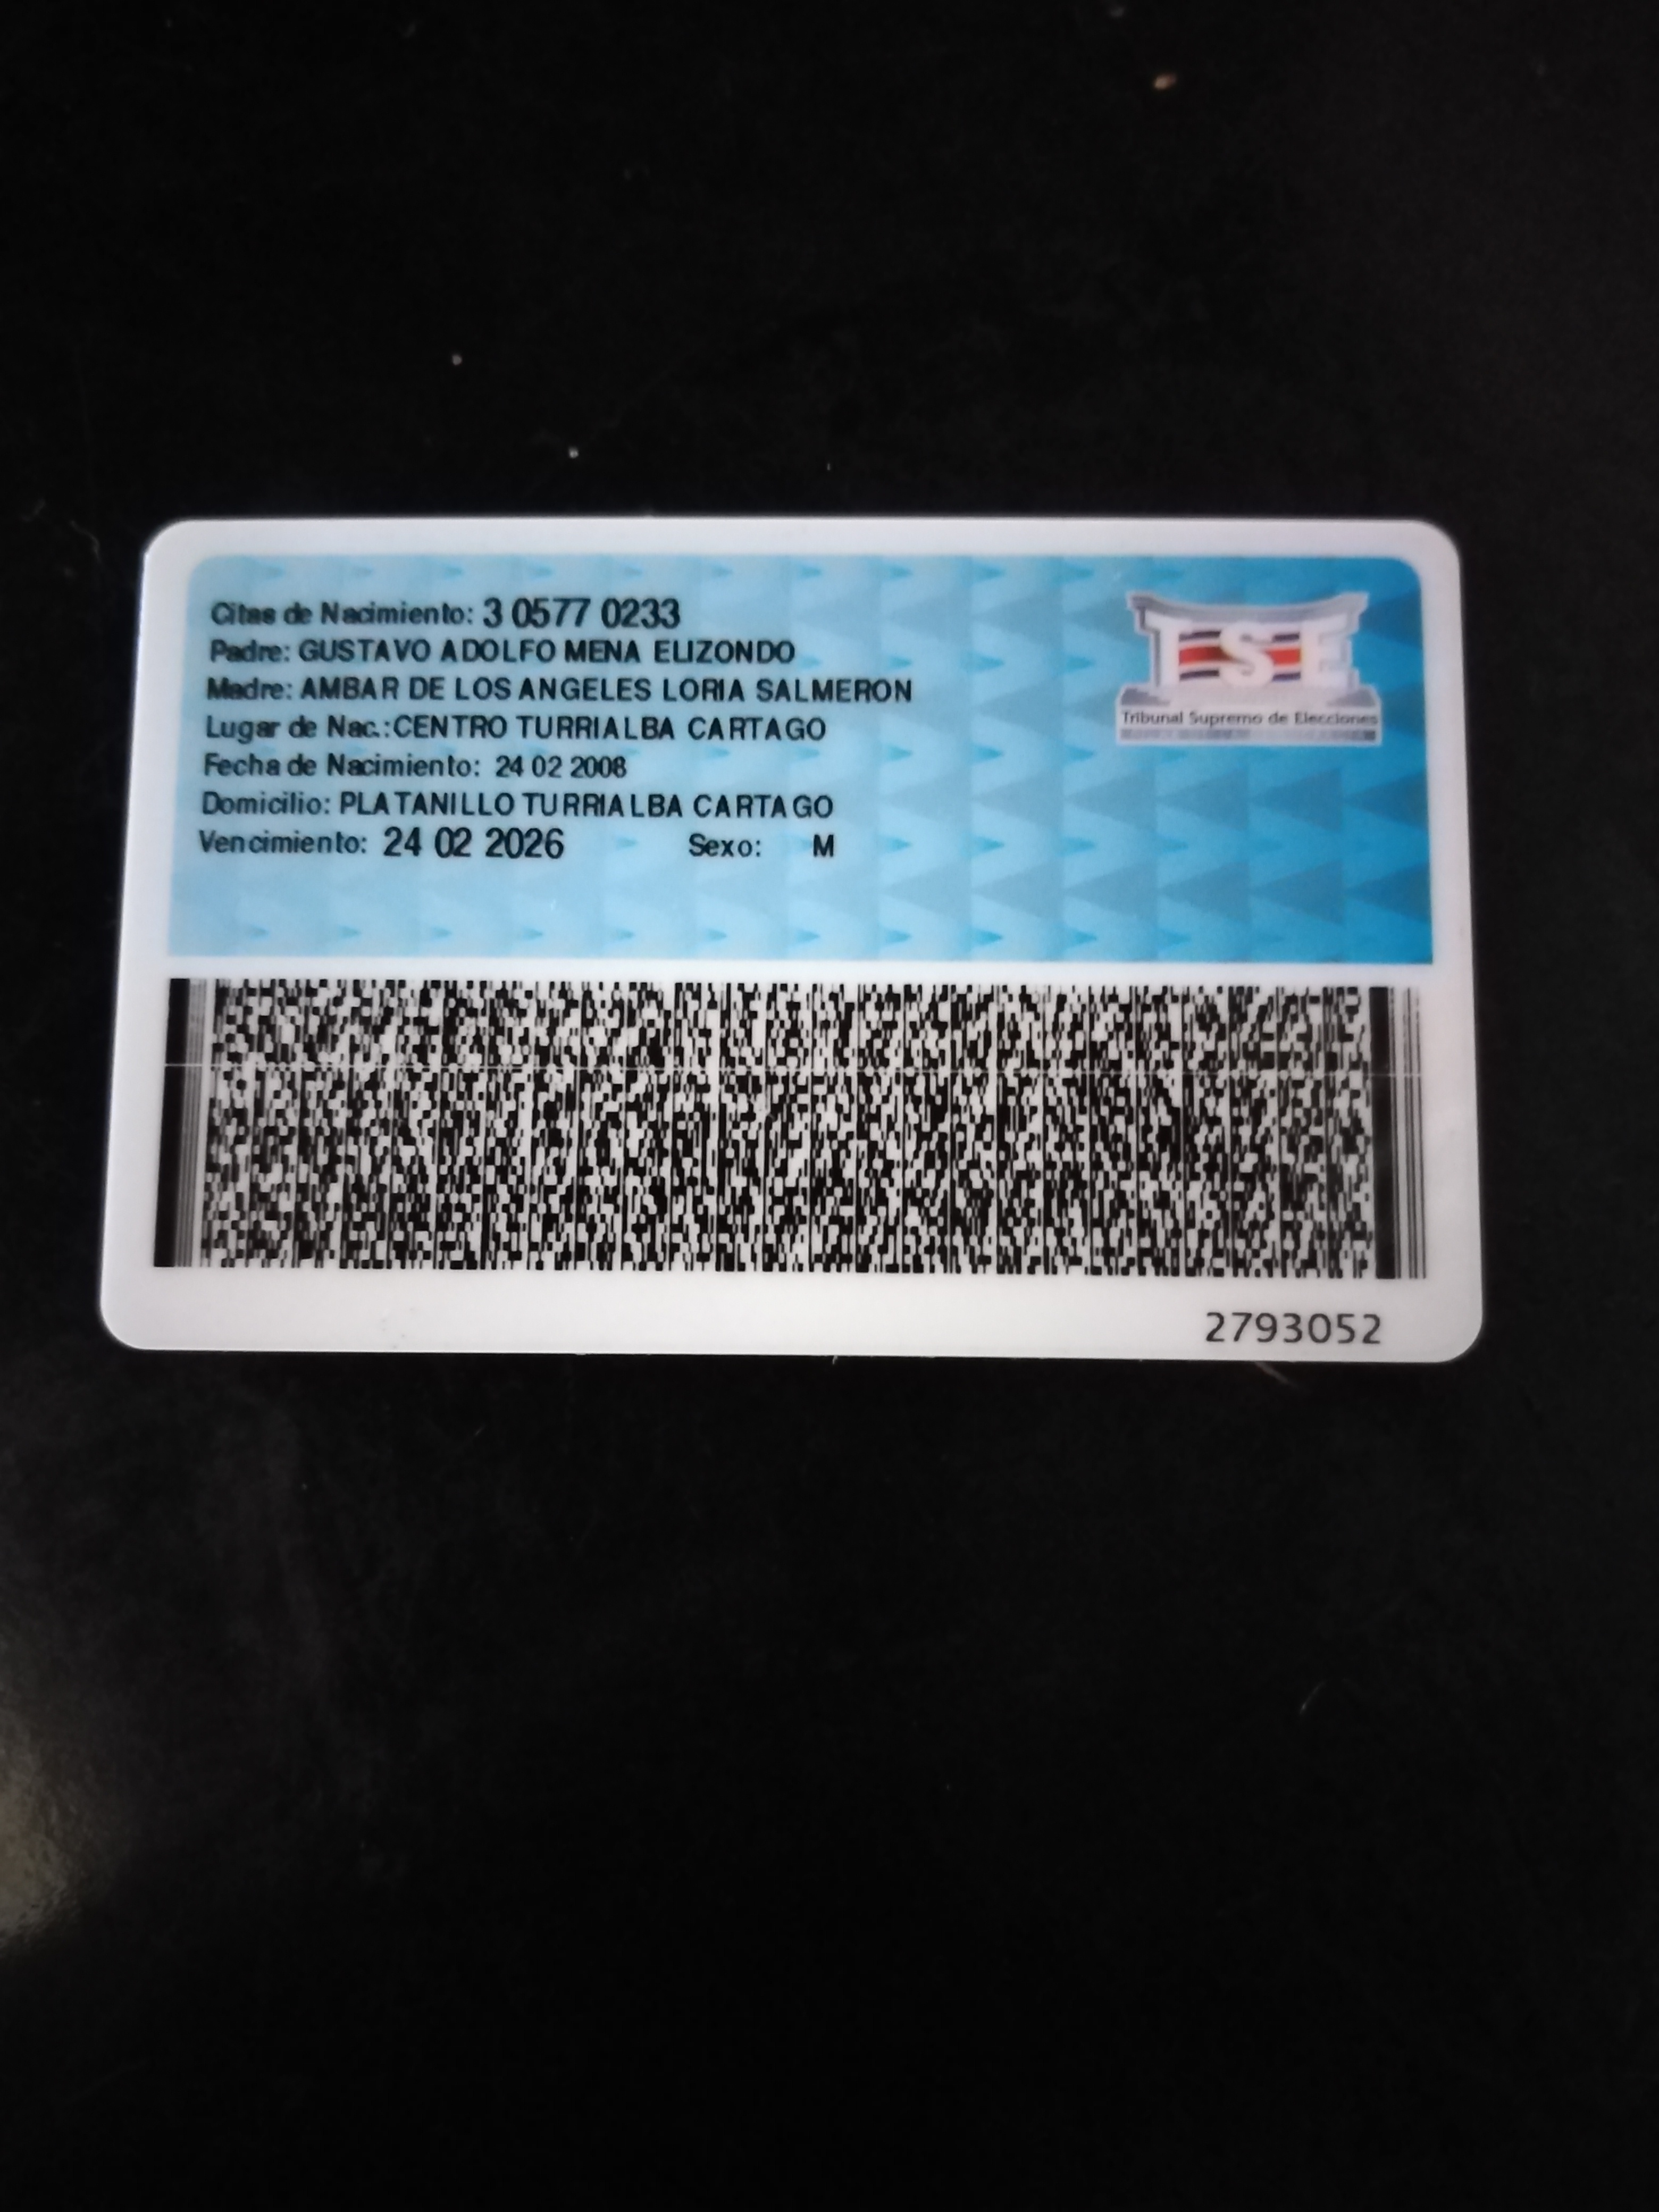 Citas de Nacimiento: 3 0577 0233
Padre: GUSTAVO ADOLFO MENA ELIZONDO
Madre: AMBAR DE LOS ANGELES LORIA SALMERON
Lugar de Nac.:CENTRO TURRIALBA CARTAGO
Fecha de Nacimiento: 24 02 2008
Domicilio: PLATANILLO TURRIALBA CARTAGO
Vencimiento: 24 02 2026 Sexo: M
TSE
Tribunal Supremo de Elecciones
2793052